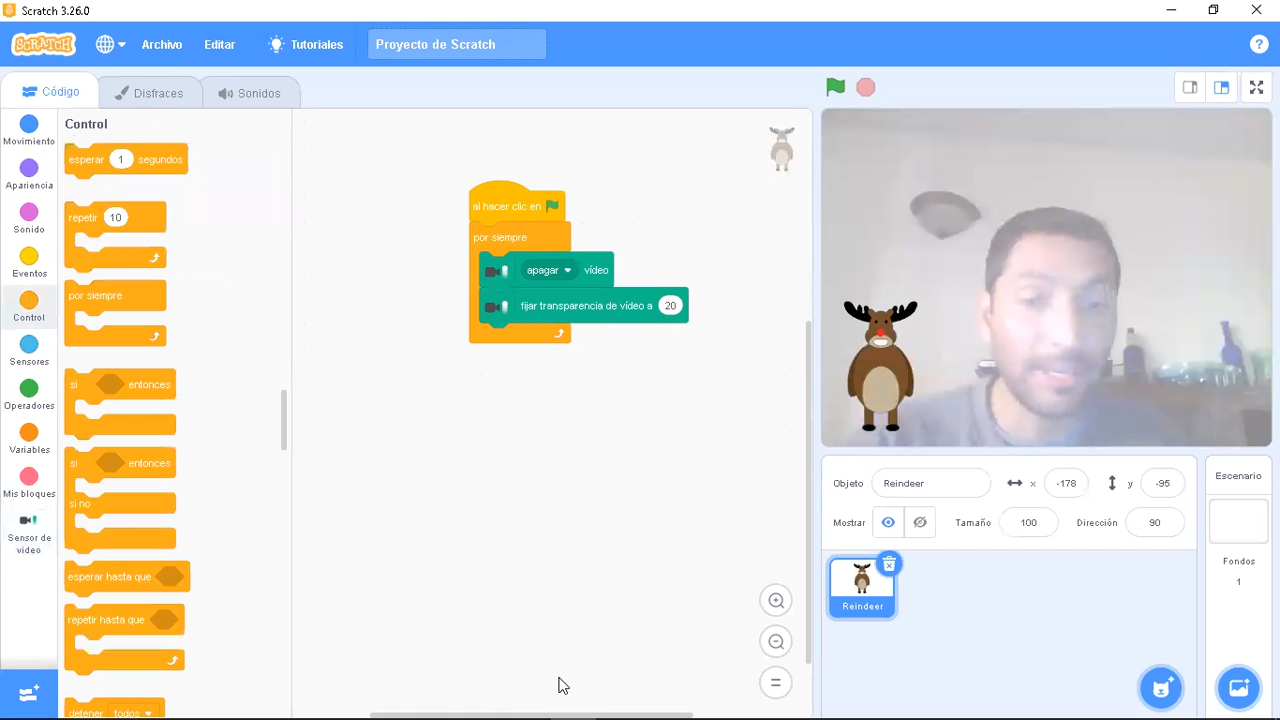 Scratch 3.26.0
SCRATCH
Archivo
Editar
Tutoriales
Proyecto de Scratch
?
Código
Disfraces
Sonidos
Movimiento
Apariencia
Sonido
Eventos
Control
Sensores
Operadores
Variables
Mis bloques
Sensor de
vídeo
Control
esperar 1 segundos
repetir 10
por siempre
si entonces
si entonces
si no
esperar hasta que
repetir hasta que
detener todos
al hacer clic en
por siempre
apagar vídeo
fijar transparencia de vídeo a 20
Objeto Reindeer x -178 y -95
Mostrar Tamaño 100 Dirección 90
Reindeer
Escenario
Fondos
1